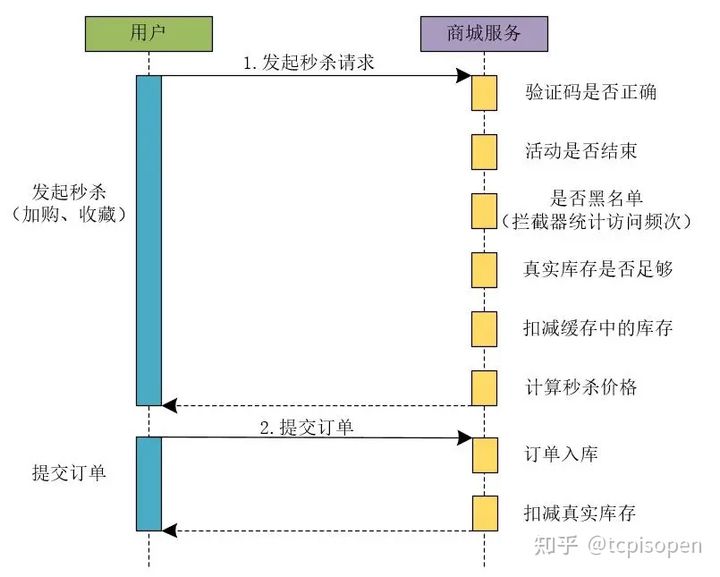 用户
商城服务
1.发起秒杀请求
验证码是否正确
活动是否结束
发起秒杀
（加购、收藏）
是否黑名单
（拦截器统计访问频次）
真实库存是否足够
扣减缓存中的库存
计算秒杀价格
2.提交订单
提交订单
订单入库
扣减真实库存
知乎 @tcpisopen